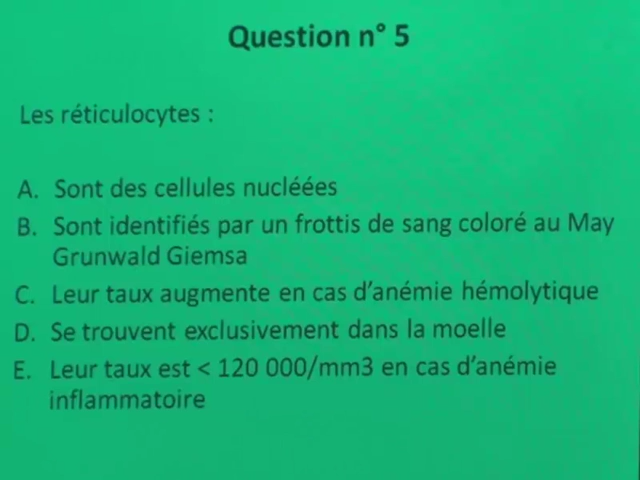 Question n° 5
Les réticulocytes :
A. Sont des cellules nucléées
B. Sont identifiés par un frottis de sang coloré au May
Grunwald Giemsa
C. Leur taux augmente en cas d'anémie hémolytique
D. Se trouvent exclusivement dans la moelle
E. Leur taux est < 120 000/mm3 en cas d'anémie
inflammatoire